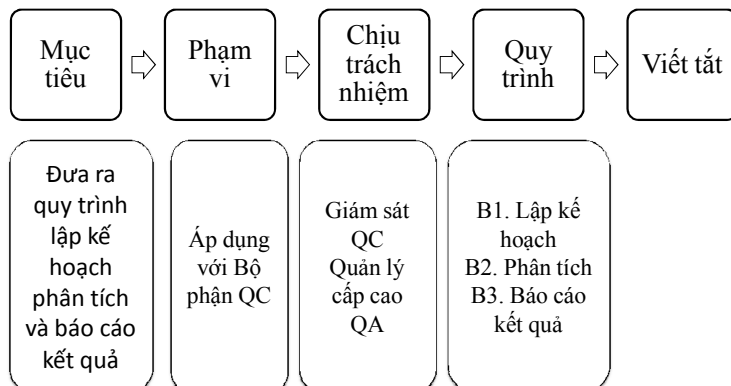 Mục
tiêu
Phạm
vi
Chịu
trách
nhiệm
Quy
trình
Viết tắt
Đưa ra
quy trình
lập kế
hoạch
phân tích
và báo cáo
kết quả
Áp dụng
với Bộ
phận QC
Giám sát
QC
Quản lý
cấp cao
QA
B1. Lập kế
hoạch
B2. Phân tích
B3. Báo cáo
kết quả